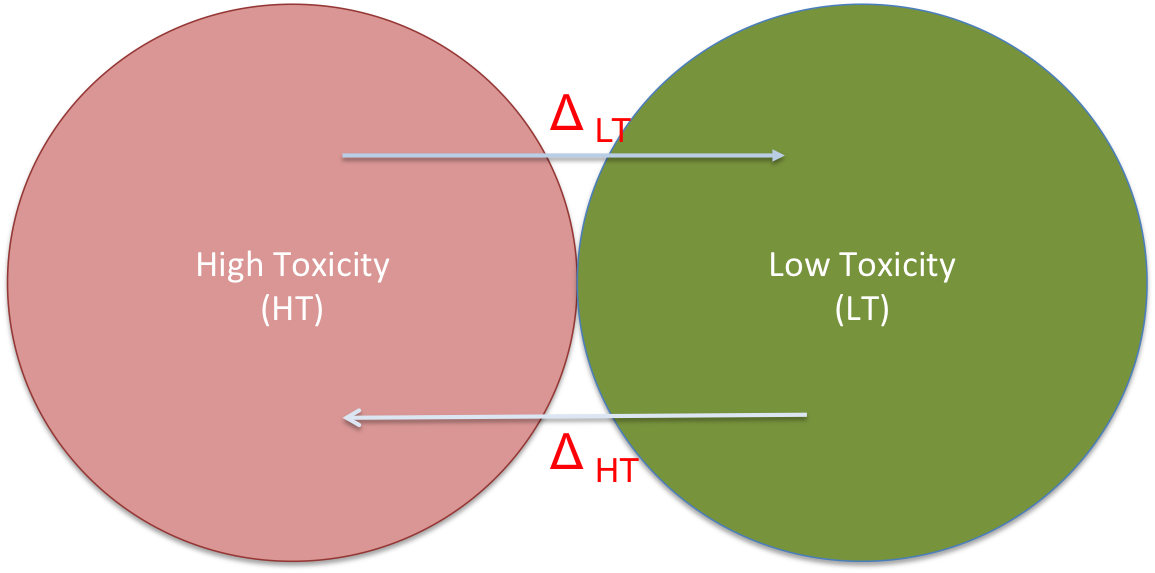 Δ LT
High Toxicity
(HT)
Low Toxicity
(LT)
Δ HT